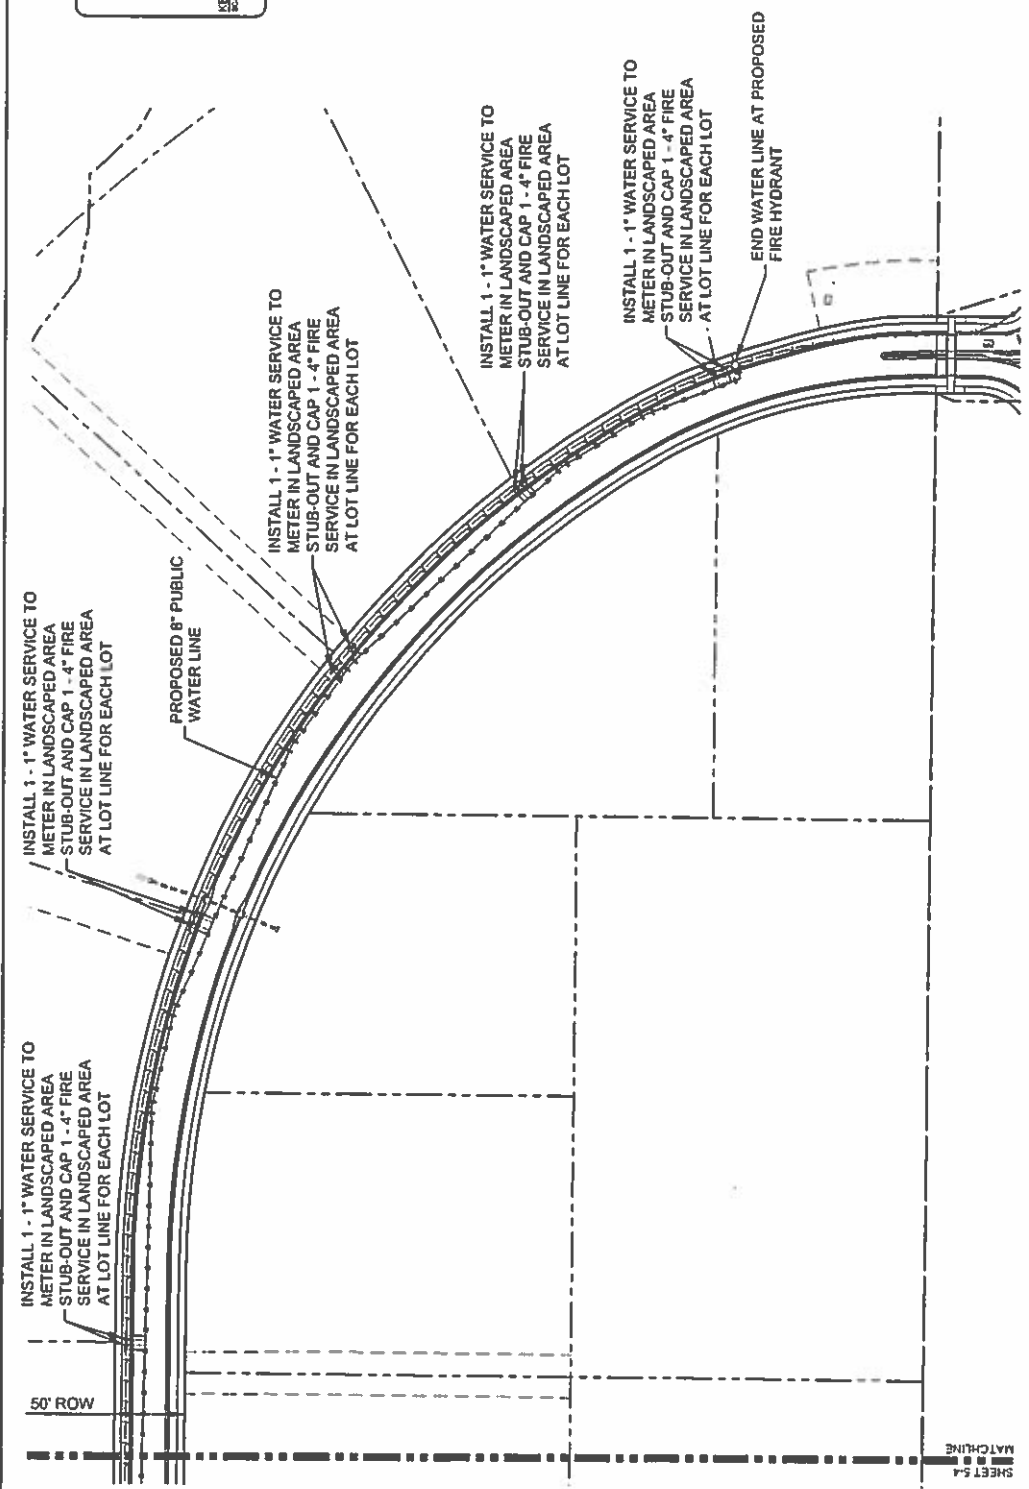 INSTALL 1 - 1" WATER SERVICE TO
METER IN LANDSCAPED AREA
STUB-OUT AND CAP 1 - 4" FIRE
SERVICE IN LANDSCAPED AREA
AT LOT LINE FOR EACH LOT
50' ROW
INSTALL 1 - 1" WATER SERVICE TO
METER IN LANDSCAPED AREA
STUB-OUT AND CAP 1 - 4" FIRE
SERVICE IN LANDSCAPED AREA
AT LOT LINE FOR EACH LOT
PROPOSED 8" PUBLIC
WATER LINE
INSTALL 1 - 1" WATER SERVICE TO
METER IN LANDSCAPED AREA
STUB-OUT AND CAP 1 - 4" FIRE
SERVICE IN LANDSCAPED AREA
AT LOT LINE FOR EACH LOT
INSTALL 1 - 1" WATER SERVICE TO
METER IN LANDSCAPED AREA
STUB-OUT AND CAP 1 - 4" FIRE
SERVICE IN LANDSCAPED AREA
AT LOT LINE FOR EACH LOT
INSTALL 1 - 1" WATER SERVICE TO
METER IN LANDSCAPED AREA
STUB-OUT AND CAP 1 - 4" FIRE
SERVICE IN LANDSCAPED AREA
AT LOT LINE FOR EACH LOT
END WATER LINE AT PROPOSED
FIRE HYDRANT
SHEET 5-4
MATCHLINE